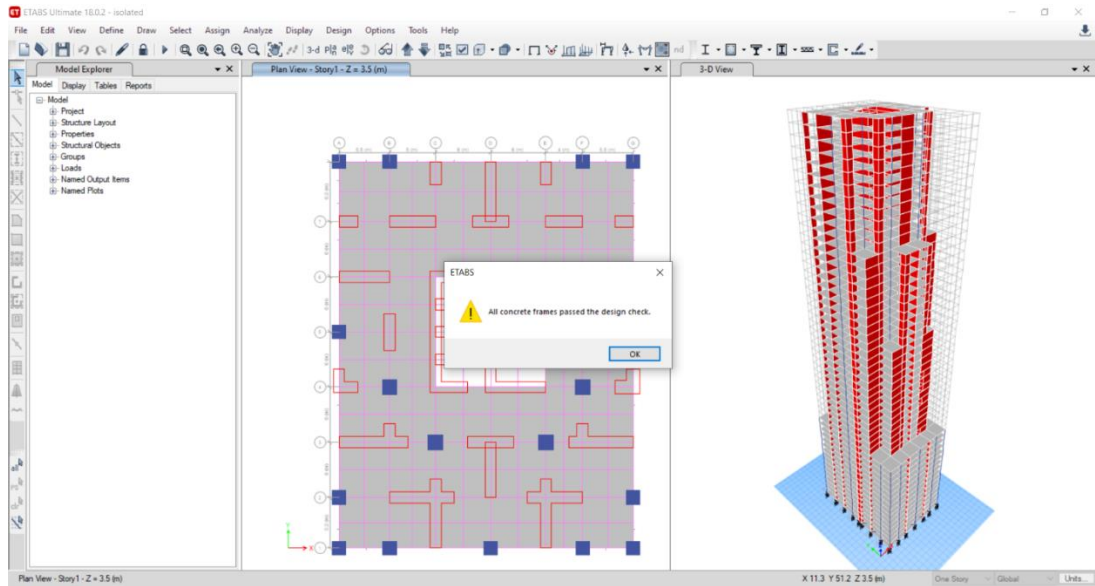 ETABS Ultimate 18.0.2 - isolated
File Edit View Define Draw Select Assign Analyze Display Design Options Tools Help
3-d
nd
Model Explorer
Plan View - Story1 - Z = 3.5 (m)
3-D View
Model Display Tables Reports
Model
Project
Structure Layout
Properties
Structural Objects
Groups
Loads
Named Output Items
Named Plots
ETABS
All concrete frames passed the design check.
OK
Y
X
Plan View - Story1 - Z = 3.5 (m)
X 11.3 Y 51.2 Z 3.5 (m)
One Story
Global
Units...